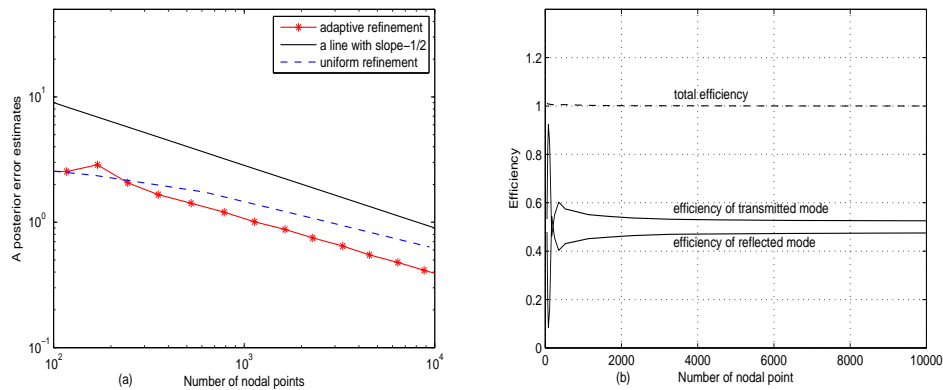 adaptive refinement
a line with slope−1/2
uniform refinement
A posterior error estimates
10^1
10^0
10^−1
10^2
10^3
10^4
(a)
Number of nodal points
Efficiency
1.2
1
0.8
0.6
0.4
0.2
0
total efficiency
efficiency of transmitted mode
efficiency of reflected mode
0
2000
4000
6000
8000
10000
(b)
Number of nodal point